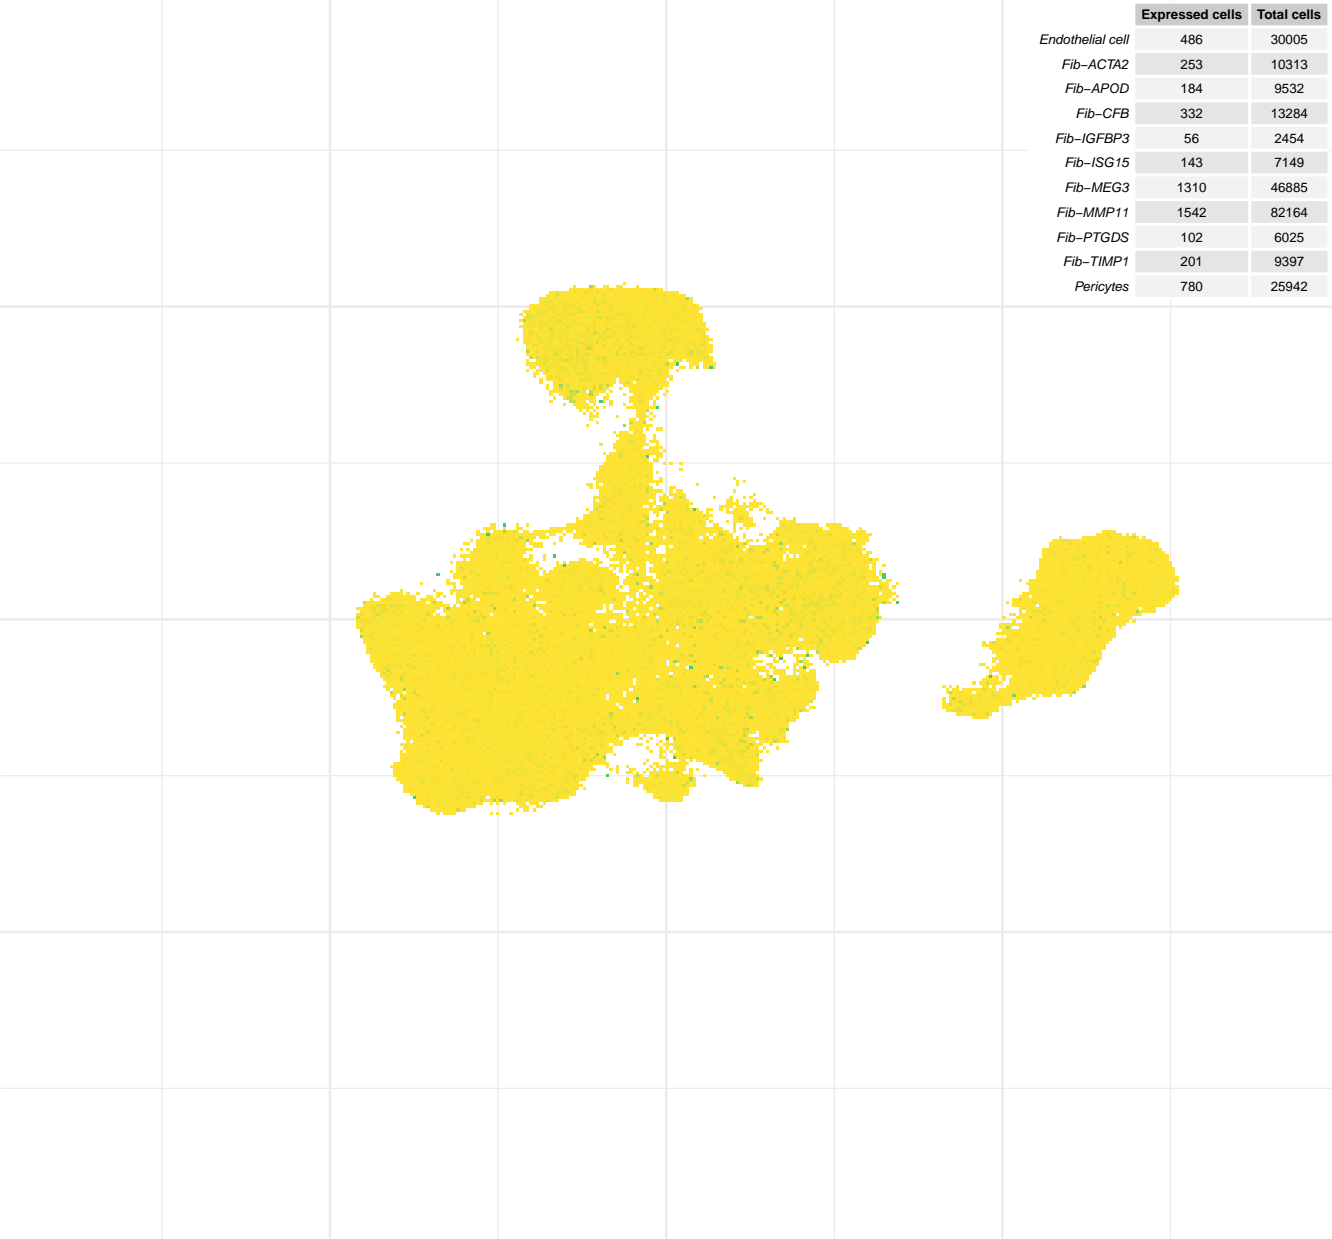 Expressed cells Total cells
Endothelial cell 486 30005
Fib−ACTA2 253 10313
Fib−APOD 184 9532
Fib−CFB 332 13284
Fib−IGFBP3 56 2454
Fib−ISG15 143 7149
Fib−MEG3 1310 46885
Fib−MMP11 1542 82164
Fib−PTGDS 102 6025
Fib−TIMP1 201 9397
Pericytes 780 25942